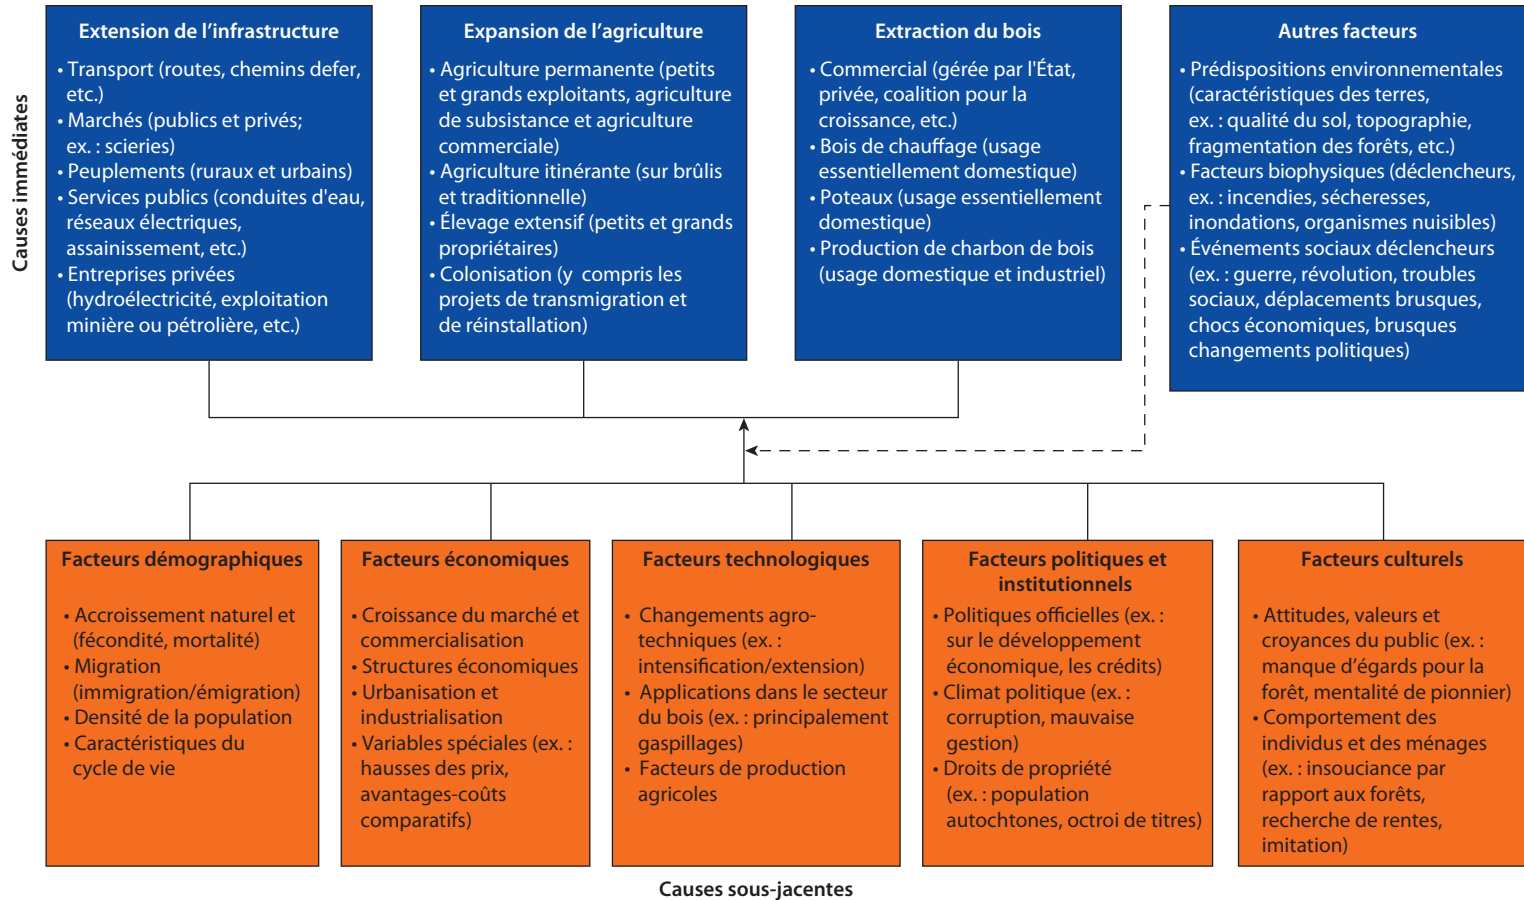 Causes immédiates
Extension de l'infrastructure
• Transport (routes, chemins defer,
etc.)
• Marchés (publics et privés;
ex. : scieries)
• Peuplements (ruraux et urbains)
• Services publics (conduites d'eau,
réseaux électriques,
assainissement, etc.)
• Entreprises privées
(hydroélectricité, exploitation
minière ou pétrolière, etc.)
Expansion de l'agriculture
• Agriculture permanente (petits
et grands exploitants, agriculture
de subsistance et agriculture
commerciale)
• Agriculture itinérante (sur brûlis
et traditionnelle)
• Élevage extensif (petits et grands
propriétaires)
• Colonisation (y compris les
projets de transmigration et
de réinstallation)
Extraction du bois
• Commercial (gérée par l'État,
privée, coalition pour la
croissance, etc.)
• Bois de chauffage (usage
essentiellement domestique)
• Poteaux (usage essentiellement
domestique)
• Production de charbon de bois
(usage domestique et industriel)
Autres facteurs
• Prédispositions environnementales
(caractéristiques des terres,
ex. : qualité du sol, topographie,
fragmentation des forêts, etc.)
• Facteurs biophysiques (déclencheurs,
ex. : incendies, sécheresses,
inondations, organismes nuisibles)
• Événements sociaux déclencheurs
(ex. : guerre, révolution, troubles
sociaux, déplacements brusques,
chocs économiques, brusques
changements politiques)
Facteurs démographiques
• Accroissement naturel et
(fécondité, mortalité)
• Migration
(immigration/émigration)
• Densité de la population
• Caractéristiques du
cycle de vie
Facteurs économiques
• Croissance du marché et
commercialisation
• Structures économiques
• Urbanisation et
industrialisation
• Variables spéciales (ex. :
hausses des prix,
avantages-coûts
comparatifs)
Facteurs technologiques
• Changements agro-
techniques (ex. :
intensification/extension)
• Applications dans le secteur
du bois (ex. : principalement
gaspillages)
• Facteurs de production
agricoles
Facteurs politiques et
institutionnels
• Politiques officielles (ex. :
sur le développement
économique, les crédits)
• Climat politique (ex. :
corruption, mauvaise
gestion)
• Droits de propriété
(ex. : population
autochtones, octroi de titres)
Facteurs culturels
• Attitudes, valeurs et
croyances du public (ex. :
manque d'égards pour la
forêt, mentalité de pionnier)
• Comportement des
individus et des ménages
(ex. : insouciance par
rapport aux forêts,
recherche de rentes,
imitation)
Causes sous-jacentes